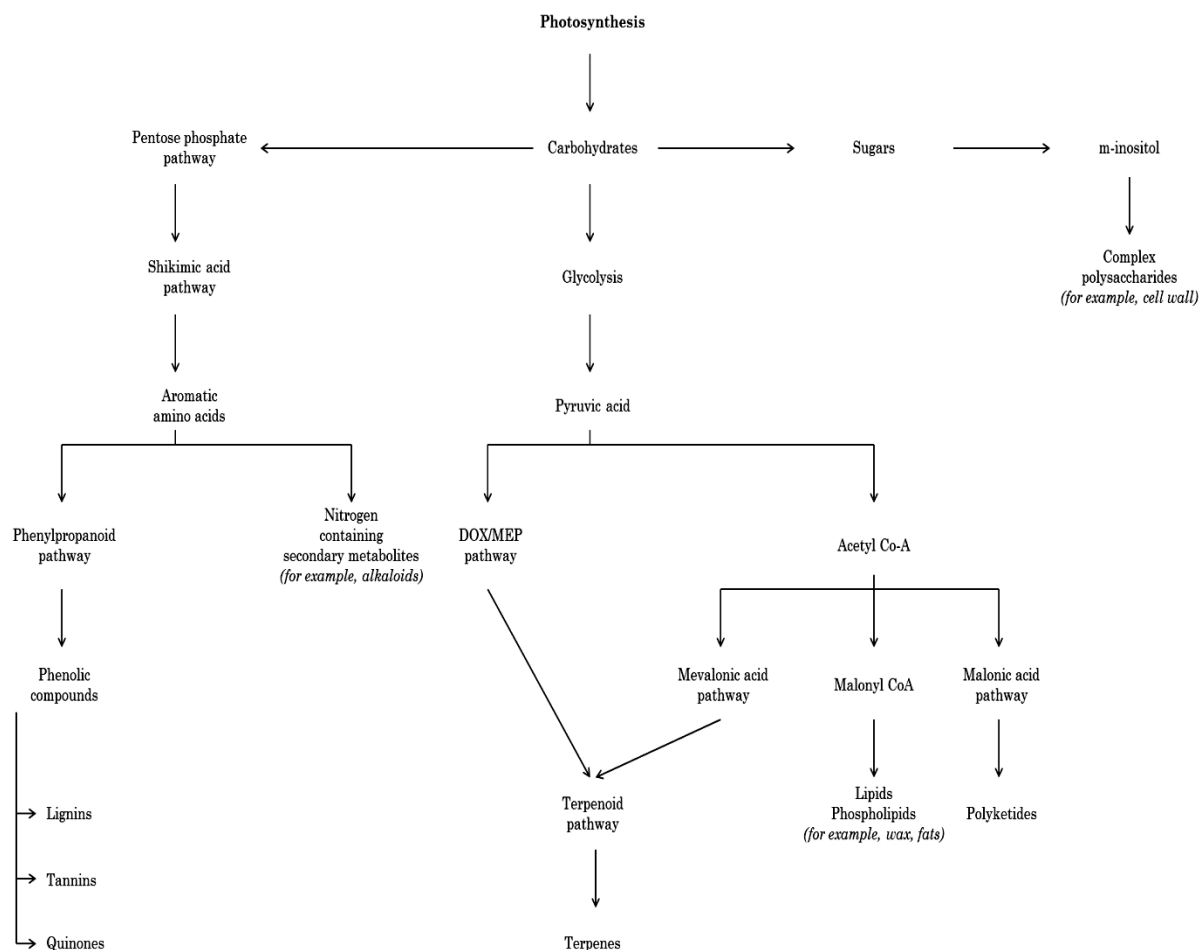 Photosynthesis
Pentose phosphate
pathway
Carbohydrates
Sugars
m-inositol
Shikimic acid
pathway
Glycolysis
Complex
polysaccharides
(for example, cell wall)
Aromatic
amino acids
Pyruvic acid
Phenylpropanoid
pathway
Nitrogen
containing
secondary metabolites
(for example, alkaloids)
DOX/MEP
pathway
Acetyl Co-A
Phenolic
compounds
Mevalonic acid
pathway
Malonyl CoA
Malonic acid
pathway
Lignins
Terpenoid
pathway
Lipids
Phospholipids
(for example, wax, fats)
Polyketides
Tannins
Quinones
Terpenes